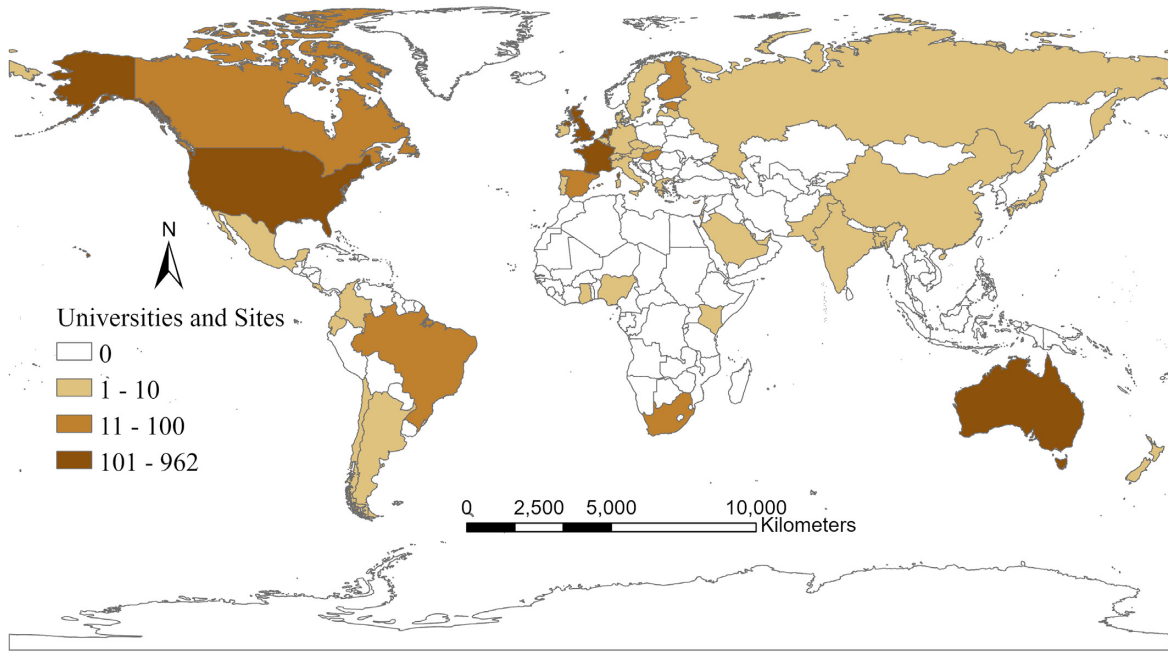 N
Universities and Sites
0
1 - 10
11 - 100
101 - 962
0 2,500 5,000 10,000
Kilometers